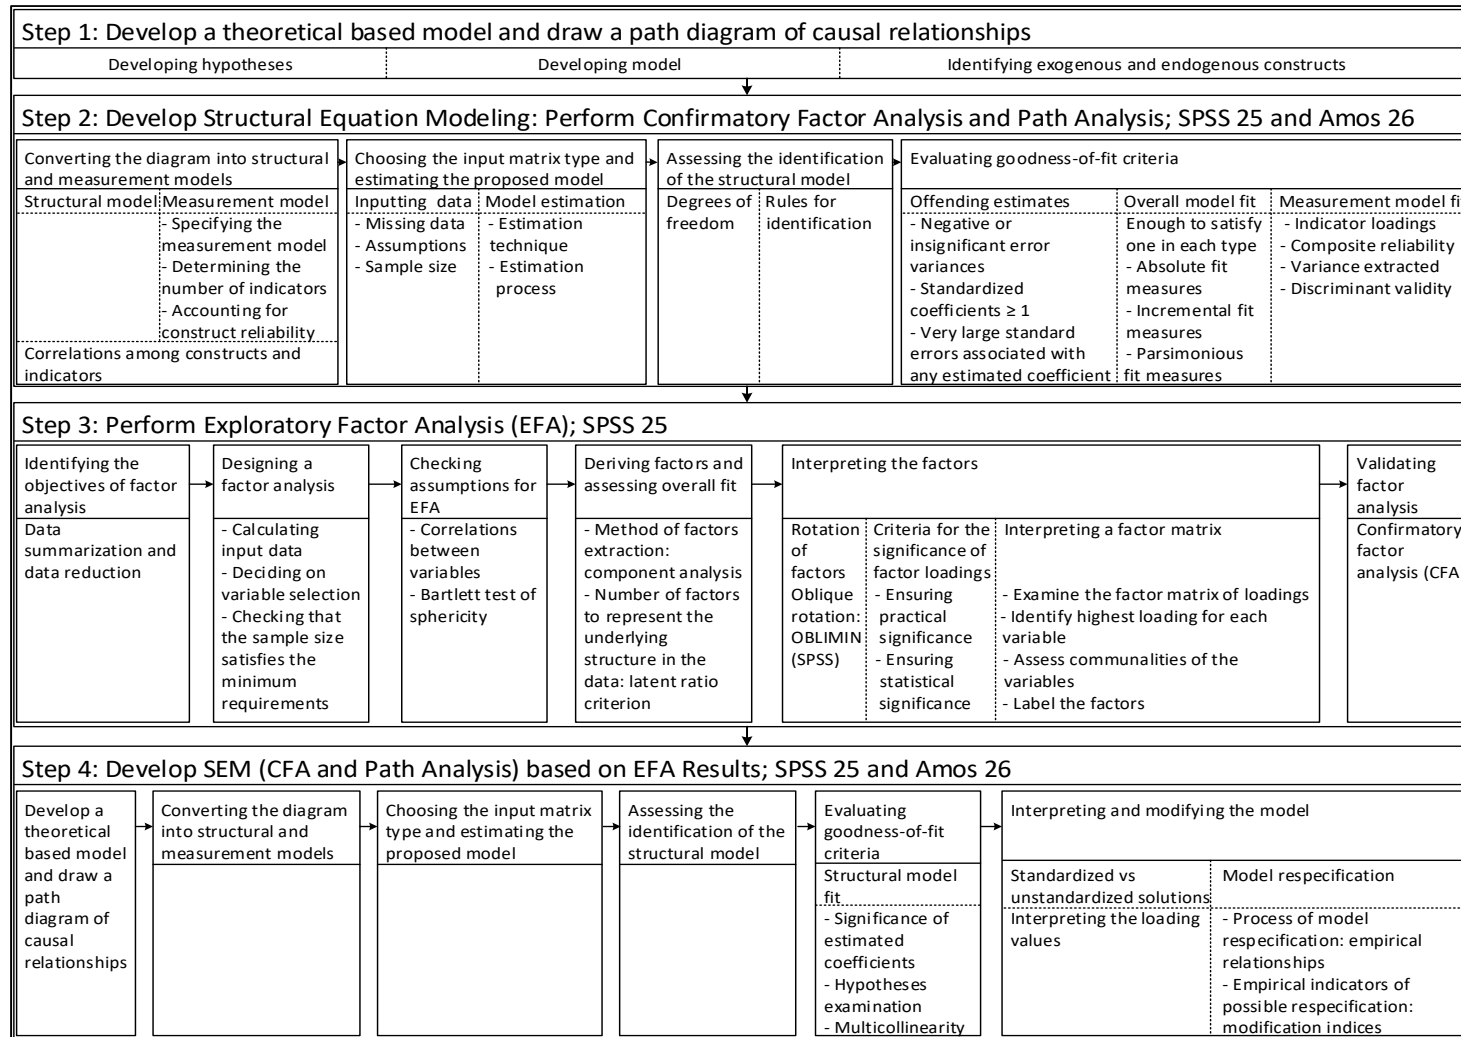 Step 1: Develop a theoretical based model and draw a path diagram of causal relationships
Developing hypotheses
Developing model
Identifying exogenous and endogenous constructs
Step 2: Develop Structural Equation Modeling: Perform Confirmatory Factor Analysis and Path Analysis; SPSS 25 and Amos 26
Converting the diagram into structural
and measurement models
Structural model
Measurement model
- Specifying the
measurement model
- Determining the
number of indicators
- Accounting for
construct reliability
Correlations among constructs and
indicators
Choosing the input matrix type and
estimating the proposed model
Inputting data
- Missing data
- Assumptions
- Sample size
Model estimation
- Estimation
technique
- Estimation
process
Assessing the identification
of the structural model
Degrees of
freedom
Rules for
identification
Evaluating goodness-of-fit criteria
Offending estimates
- Negative or
insignificant error
variances
- Standardized
coefficients ≥ 1
- Very large standard
errors associated with
any estimated coefficient
Overall model fit
Enough to satisfy
one in each type
- Absolute fit
measures
- Incremental fit
measures
- Parsimonious
fit measures
Measurement model fit
- Indicator loadings
- Composite reliability
- Variance extracted
- Discriminant validity
Step 3: Perform Exploratory Factor Analysis (EFA); SPSS 25
Identifying the
objectives of factor
analysis
Data
summarization and
data reduction
Designing a
factor analysis
- Calculating
input data
- Deciding on
variable selection
- Checking that
the sample size
satisfies the
minimum
requirements
Checking
assumptions for
EFA
- Correlations
between
variables
- Bartlett test of
sphericity
Deriving factors and
assessing overall fit
- Method of factors
extraction:
component analysis
- Number of factors
to represent the
underlying
structure in the
data: latent ratio
criterion
Interpreting the factors
Rotation
of
factors
Oblique
rotation:
OBLIMIN
(SPSS)
Criteria for the
significance of
factor loadings
- Ensuring
practical
significance
- Ensuring
statistical
significance
Interpreting a factor matrix
- Examine the factor matrix of loadings
- Identify highest loading for each
variable
- Assess communalities of the
variables
- Label the factors
Validating
factor
analysis
Confirmatory
factor
analysis (CFA
Step 4: Develop SEM (CFA and Path Analysis) based on EFA Results; SPSS 25 and Amos 26
Develop a
theoretical
based model
and draw a
path
diagram of
causal
relationships
Converting the diagram
into structural and
measurement models
Choosing the input matrix
type and estimating the
proposed model
Assessing the
identification of the
structural model
Evaluating
goodness-of-fit
criteria
Structural model
fit
- Significance of
estimated
coefficients
- Hypotheses
examination
- Multicollinearity
Interpreting and modifying the model
Standardized vs
unstandardized solutions
Interpreting the loading
values
Model respecification
- Process of model
respecification: empirical
relationships
- Empirical indicators of
possible respecification:
modification indices